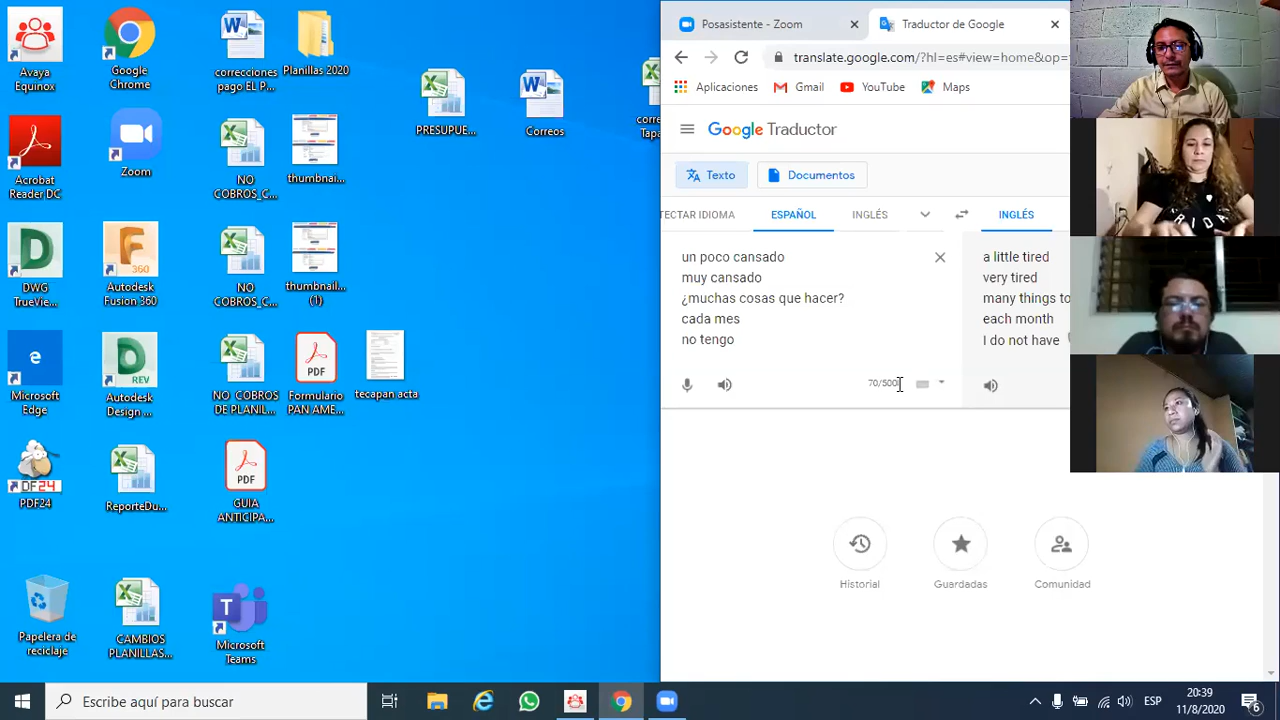 Avaya
Equinox
Google
Chrome
correcciones
pago EL P...
Planillas 2020
PRESUPUE...
Correos
corre
Tapa
Acrobat
Reader DC
Zoom
NO
COBROS_C...
thumbnai...
DWG
TrueView...
Autodesk
Fusion 360
NO
COBROS_C...
thumbnail...
(1)
Microsoft
Edge
Autodesk
Design ...
NO COBROS
DE PLANIL...
Formulario
PAN AME...
tecapan acta
PDF24
ReporteDu...
GUIA
ANTICIPA...
Papelera de
reciclaje
CAMBIOS
PLANILLAS...
Microsoft
Teams
Posasistente - Zoom
Traductor de Google
translate.google.com/?hl=es#view=home&op=
Aplicaciones
Gmail
YouTube
Maps
Google Traductor
Texto
Documentos
TECTAR IDIOMA
ESPAÑOL
INGLÉS
INGLÉS
un poco cansado
muy cansado
¿muchas cosas que hacer?
cada mes
no tengo
70/500
a little tired
very tired
many things to
each month
I do not have
Historial
Guardadas
Comunidad
Escribe aquí para buscar
ESP
20:39
11/8/2020
6